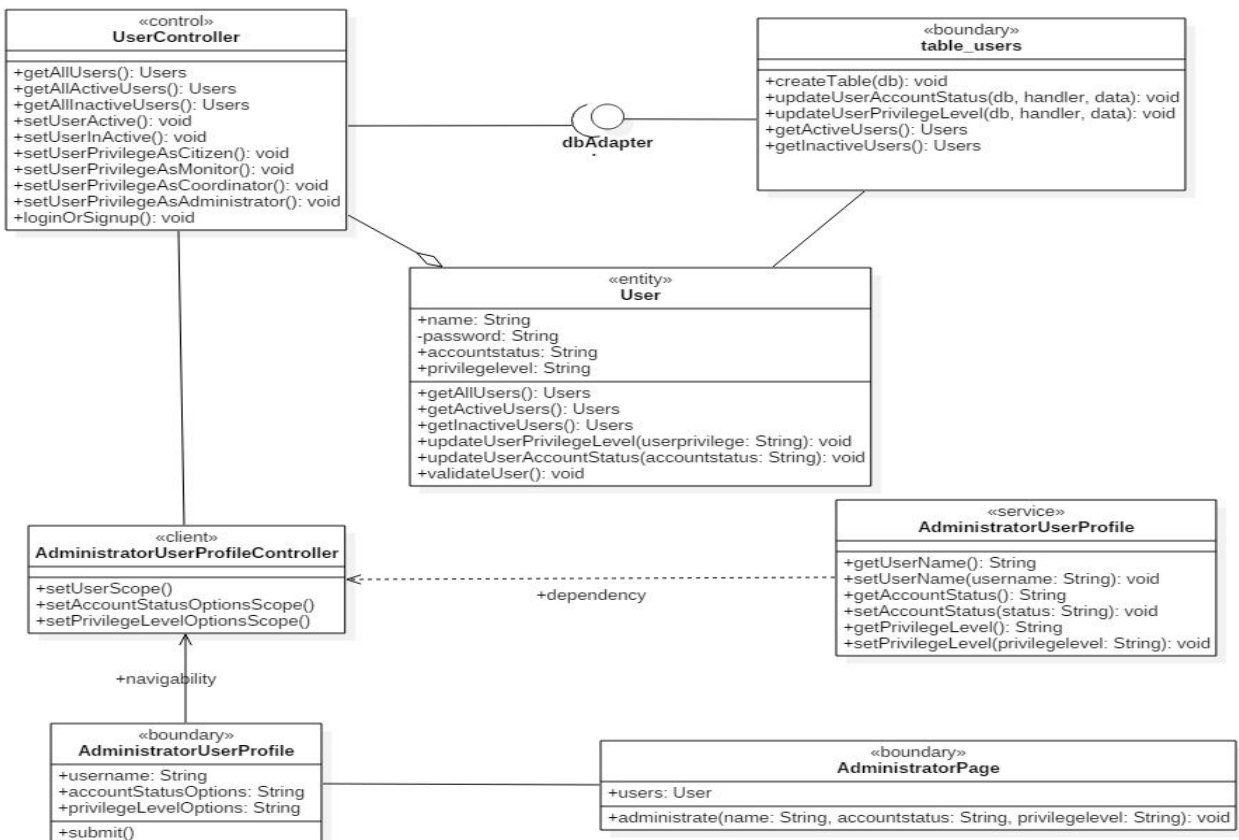 «control»
UserController
+getAllUsers(): Users
+getAllActiveUsers(): Users
+getAllInactiveUsers(): Users
+setUserActive(): void
+setUserInActive(): void
+setUserPrivilegeAsCitizen(): void
+setUserPrivilegeAsMonitor(): void
+setUserPrivilegeAsCoordinator(): void
+setUserPrivilegeAsAdministrator(): void
+loginOrSignup(): void
dbAdapter
«boundary»
table_users
+createTable(db): void
+updateUserAccountStatus(db, handler, data): void
+updateUserPrivilegeLevel(db, handler, data): void
+getActiveUsers(): Users
+getInactiveUsers(): Users
«entity»
User
+name: String
-password: String
+accountstatus: String
+privilegelevel: String
+getAllUsers(): Users
+getActiveUsers(): Users
+getInactiveUsers(): Users
+updateUserPrivilegeLevel(userprivilege: String): void
+updateUserAccountStatus(accountstatus: String): void
+validateUser(): void
«client»
AdministratorUserProfileController
+setUserScope()
+setAccountStatusOptionsScope()
+setPrivilegeLevelOptionsScope()
+dependency
«service»
AdministratorUserProfile
+getUserName(): String
+setUserName(username: String): void
+getAccountStatus(): String
+setAccountStatus(status: String): void
+getPrivilegeLevel(): String
+setPrivilegeLevel(privilegelevel: String): void
+navigability
«boundary»
AdministratorUserProfile
+username: String
+accountStatusOptions: String
+privilegeLevelOptions: String
+submit()
«boundary»
AdministratorPage
+users: User
+administrate(name: String, accountstatus: String, privilegelevel: String): void